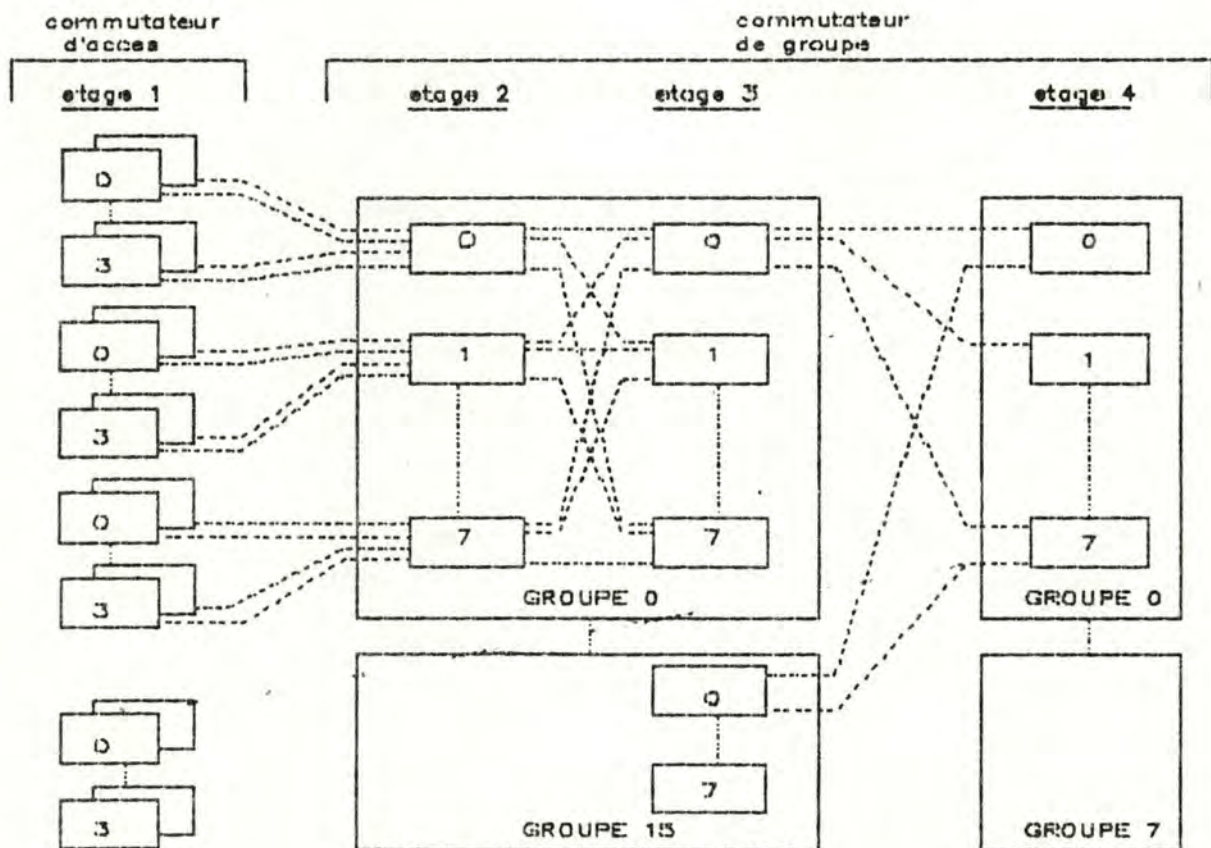 commutateur
d'acces
commutateur
de groupe
etage 1
etage 2
etage 3
etage 4
0
3
0
3
0
3
0
3
0
1
7
0
1
7
GROUPE 0
0
1
7
GROUPE 0
0
7
GROUPE 15
GROUPE 7